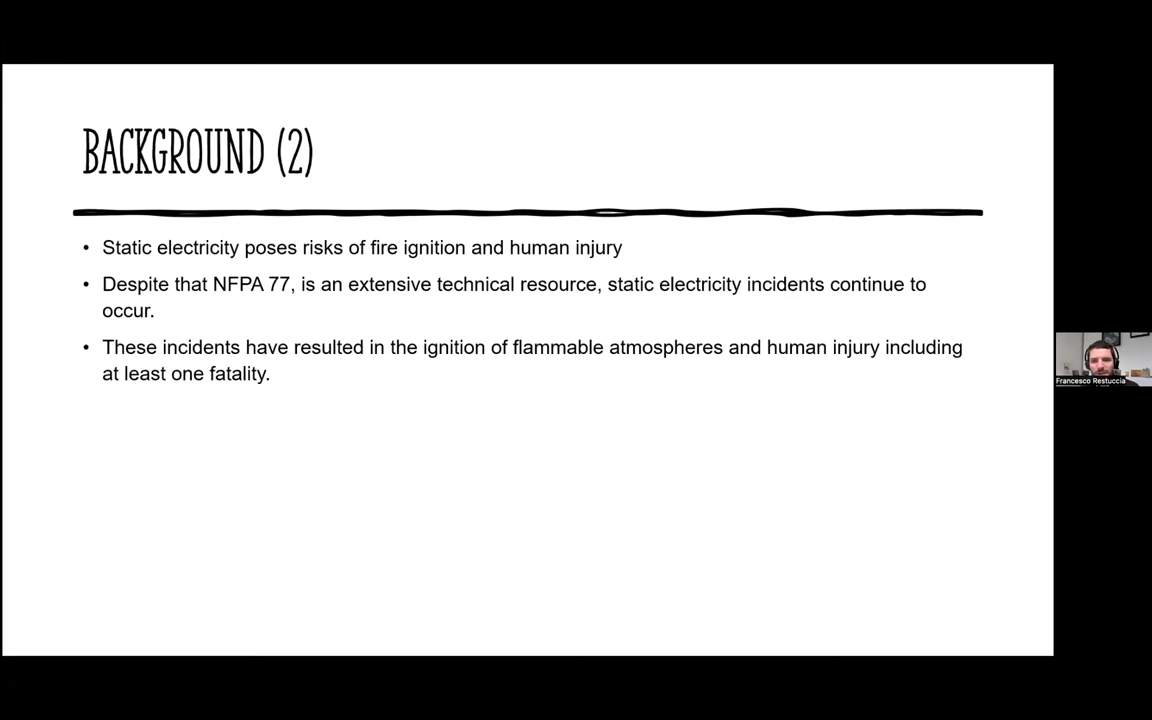 BACKGROUND (2)
• Static electricity poses risks of fire ignition and human injury
• Despite that NFPA 77, is an extensive technical resource, static electricity incidents continue to
occur.
• These incidents have resulted in the ignition of flammable atmospheres and human injury including
at least one fatality.
Francesco Restuccia